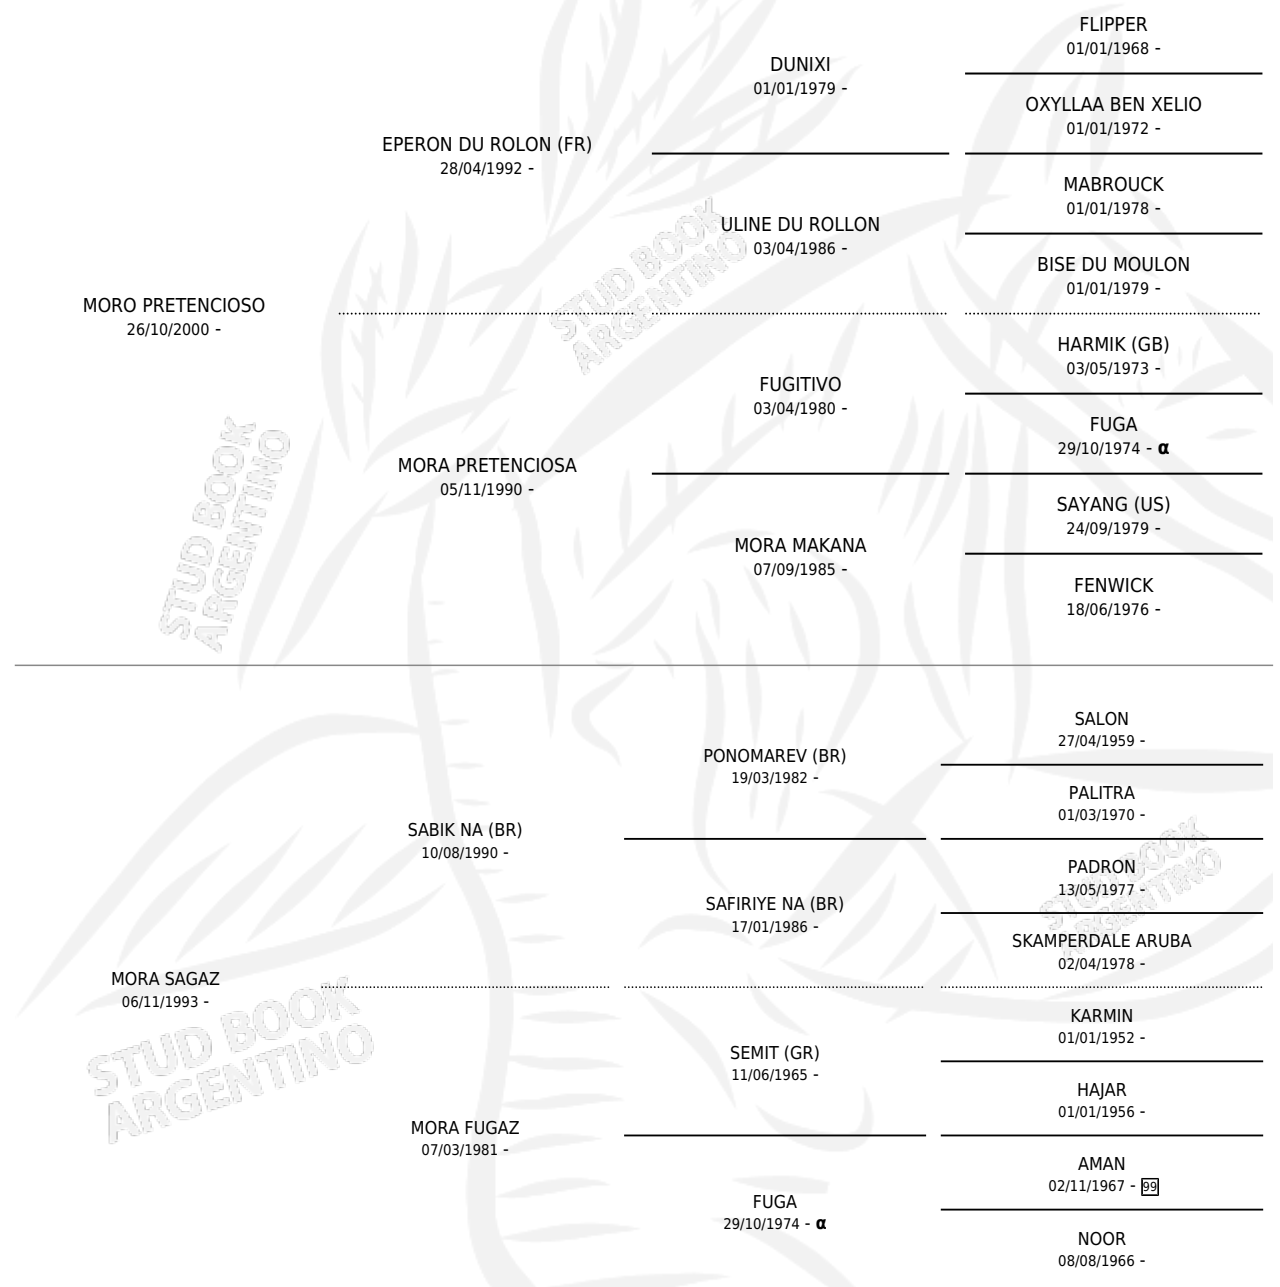 FLIPPER
01/01/1968 -
DUNIXI
01/01/1979 -
OXYLLAA BEN XELIO
01/01/1972 -
EPERON DU ROLON (FR)
28/04/1992 -
MABROUCK
01/01/1978 -
ULINE DU ROLLON
03/04/1986 -
BISE DU MOULON
01/01/1979 -
MORO PRETENCIOSO
26/10/2000 -
HARMIK (GB)
03/05/1973 -
FUGITIVO
03/04/1980 -
FUGA
29/10/1974 - α
MORA PRETENCIOSA
05/11/1990 -
SAYANG (US)
24/09/1979 -
MORA MAKANA
07/09/1985 -
FENWICK
18/06/1976 -
SALON
27/04/1959 -
PONOMAREV (BR)
19/03/1982 -
PALITRA
01/03/1970 -
SABIK NA (BR)
10/08/1990 -
PADRON
13/05/1977 -
SAFIRIYE NA (BR)
17/01/1986 -
SKAMPERDALE ARUBA
02/04/1978 -
MORA SAGAZ
06/11/1993 -
KARMIN
01/01/1952 -
SEMIT (GR)
11/06/1965 -
HAJAR
01/01/1956 -
MORA FUGAZ
07/03/1981 -
AMAN
02/11/1967 - 99
FUGA
29/10/1974 - α
NOOR
08/08/1966 -
STUD BOOK
ARGENTINO
STUD BOOK
ARGENTINO
STUD BOOK
ARGENTINO
STUD BOOK
ARGENTINO